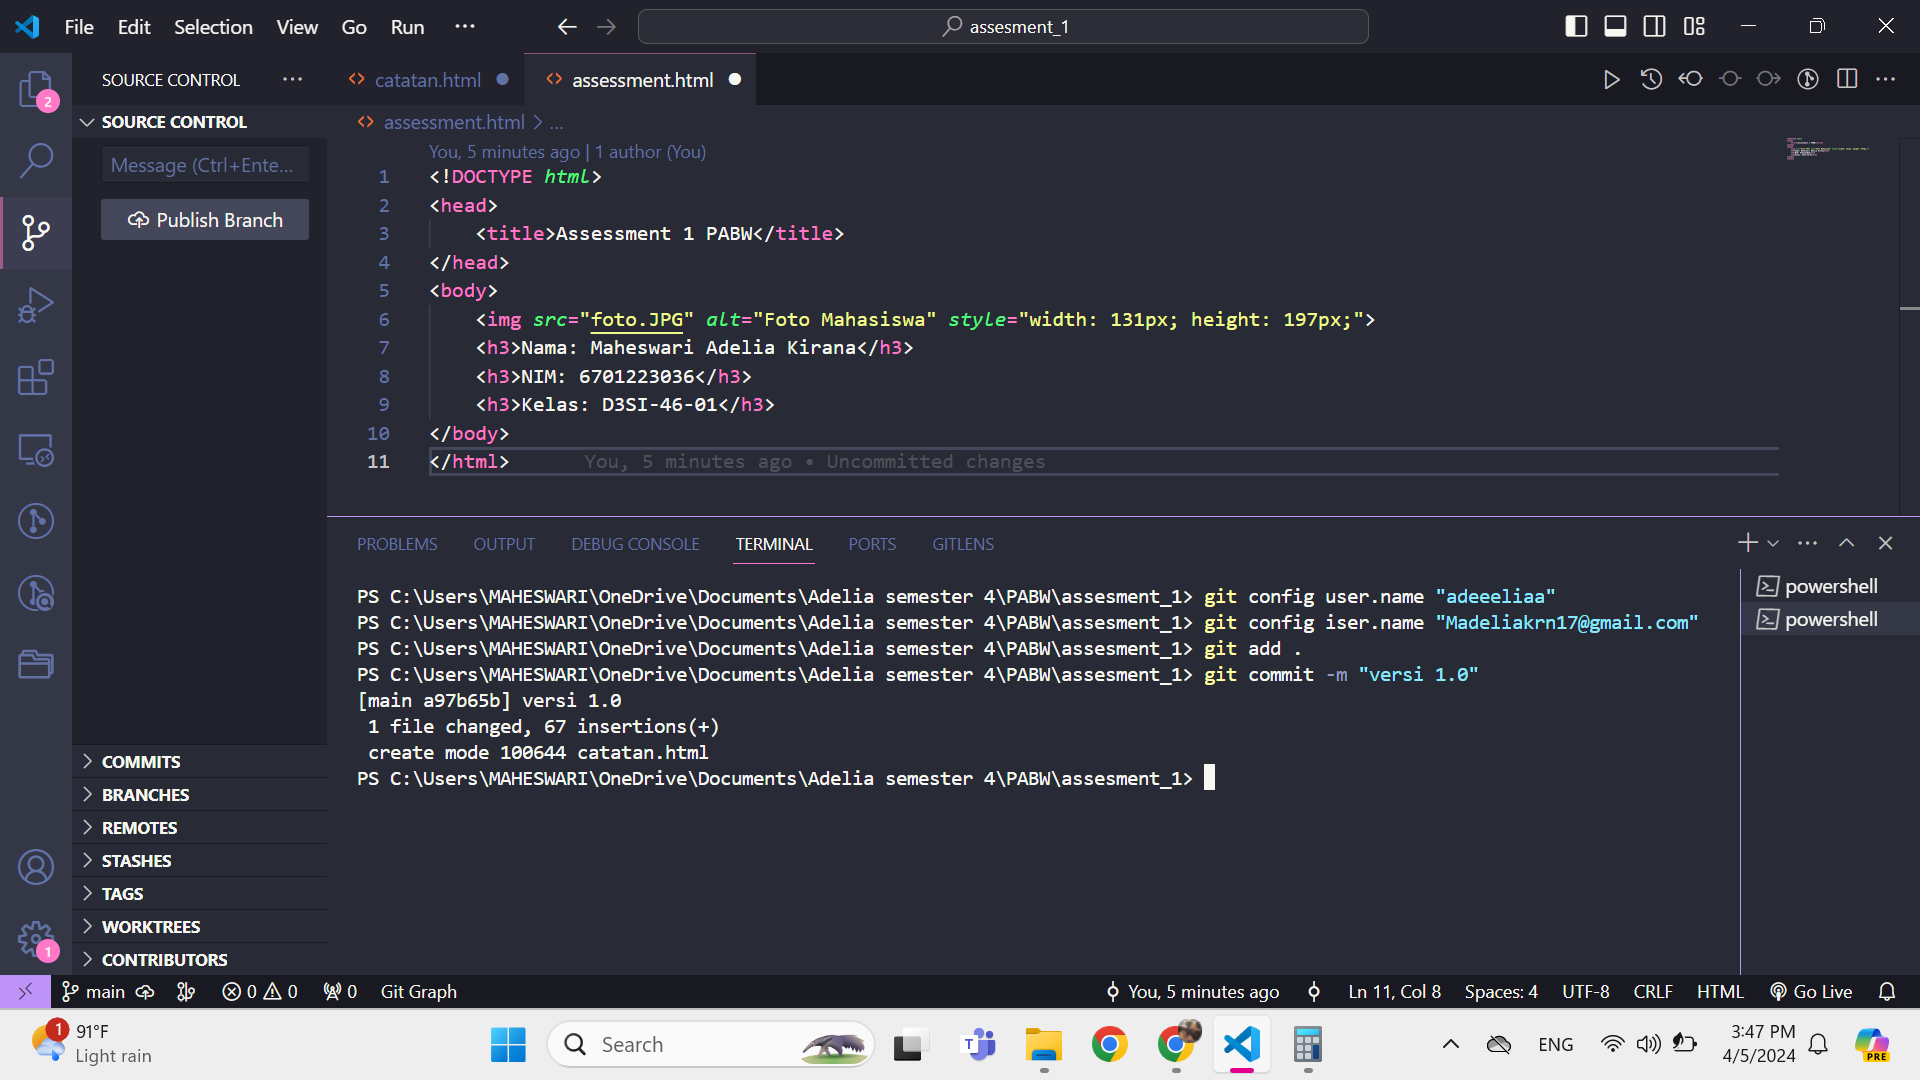 File Edit Selection View Go Run ···
assesment_1
2
SOURCE CONTROL ···
catatan.html
assessment.html
SOURCE CONTROL
Message (Ctrl+Ente...
Publish Branch
assessment.html > ...
You, 5 minutes ago | 1 author (You)
1 <!DOCTYPE html>
2 <head>
3 <title>Assessment 1 PABW</title>
4 </head>
5 <body>
6 <img src="foto.JPG" alt="Foto Mahasiswa" style="width: 131px; height: 197px;">
7 <h3>Nama: Maheswari Adelia Kirana</h3>
8 <h3>NIM: 6701223036</h3>
9 <h3>Kelas: D3SI-46-01</h3>
10 </body>
11 </html> You, 5 minutes ago • Uncommitted changes
PROBLEMS OUTPUT DEBUG CONSOLE TERMINAL PORTS GITLENS
PS C:\Users\MAHESWARI\OneDrive\Documents\Adelia semester 4\PABW\assesment_1> git config user.name "adeeeliaa"
PS C:\Users\MAHESWARI\OneDrive\Documents\Adelia semester 4\PABW\assesment_1> git config iser.name "Madeliakrn17@gmail.com"
PS C:\Users\MAHESWARI\OneDrive\Documents\Adelia semester 4\PABW\assesment_1> git add .
PS C:\Users\MAHESWARI\OneDrive\Documents\Adelia semester 4\PABW\assesment_1> git commit -m "versi 1.0"
[main a97b65b] versi 1.0
1 file changed, 67 insertions(+)
create mode 100644 catatan.html
PS C:\Users\MAHESWARI\OneDrive\Documents\Adelia semester 4\PABW\assesment_1>
powershell
powershell
COMMITS
BRANCHES
REMOTES
STASHES
TAGS
WORKTREES
CONTRIBUTORS
1
main 0 0 0 Git Graph
You, 5 minutes ago Ln 11, Col 8 Spaces: 4 UTF-8 CRLF HTML Go Live
1
91°F
Light rain
Search
T
ENG
3:47 PM
4/5/2024
PRE